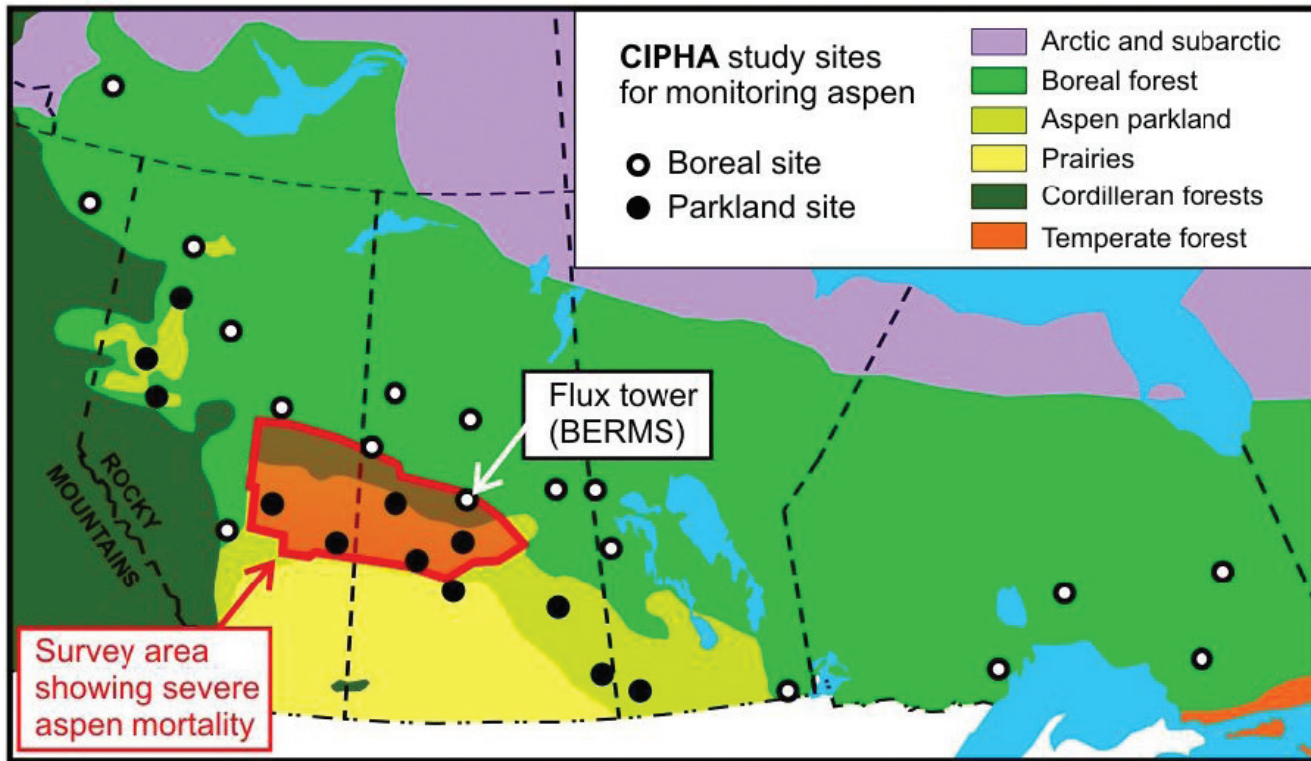 CIPHA study sites
for monitoring aspen
Boreal site
Parkland site
Arctic and subarctic
Boreal forest
Aspen parkland
Prairies
Cordilleran forests
Temperate forest
Flux tower
(BERMS)
ROCKY
MOUNTAINS
Survey area
showing severe
aspen mortality